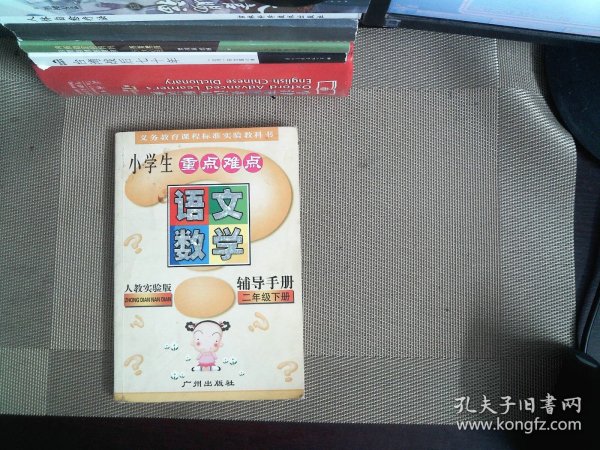 Oxford Advanced Learner's
English-Chinese Dictionary
义务教育课程标准实验教科书
小学生 重点难点
语文
数学
人教实验版
ZHONG DIAN NAN DIAN
辅导手册
二年级下册
广州出版社
孔夫子旧书网
www.kongfz.com